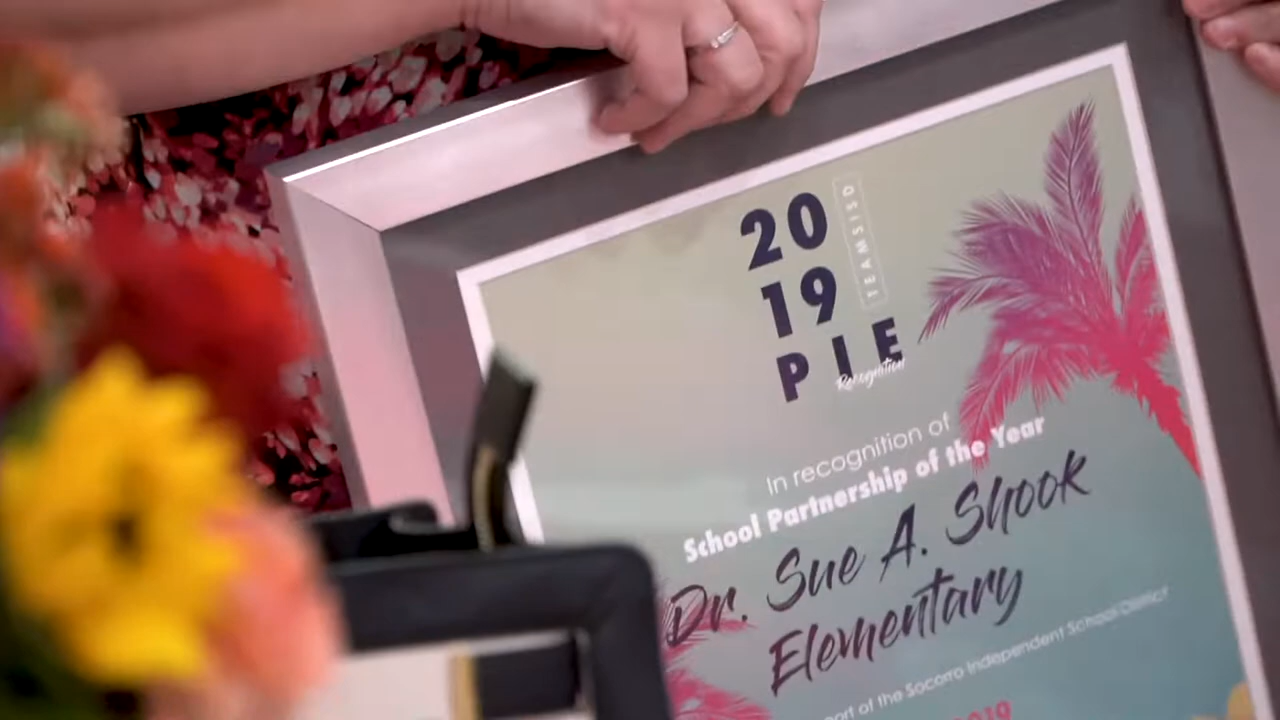 20
19
PIE
TEAMSISD
Recognition
In recognition of
School Partnership of the Year
Dr. Sue A. Shook
Elementary
of the Socorro Independent School District
2019